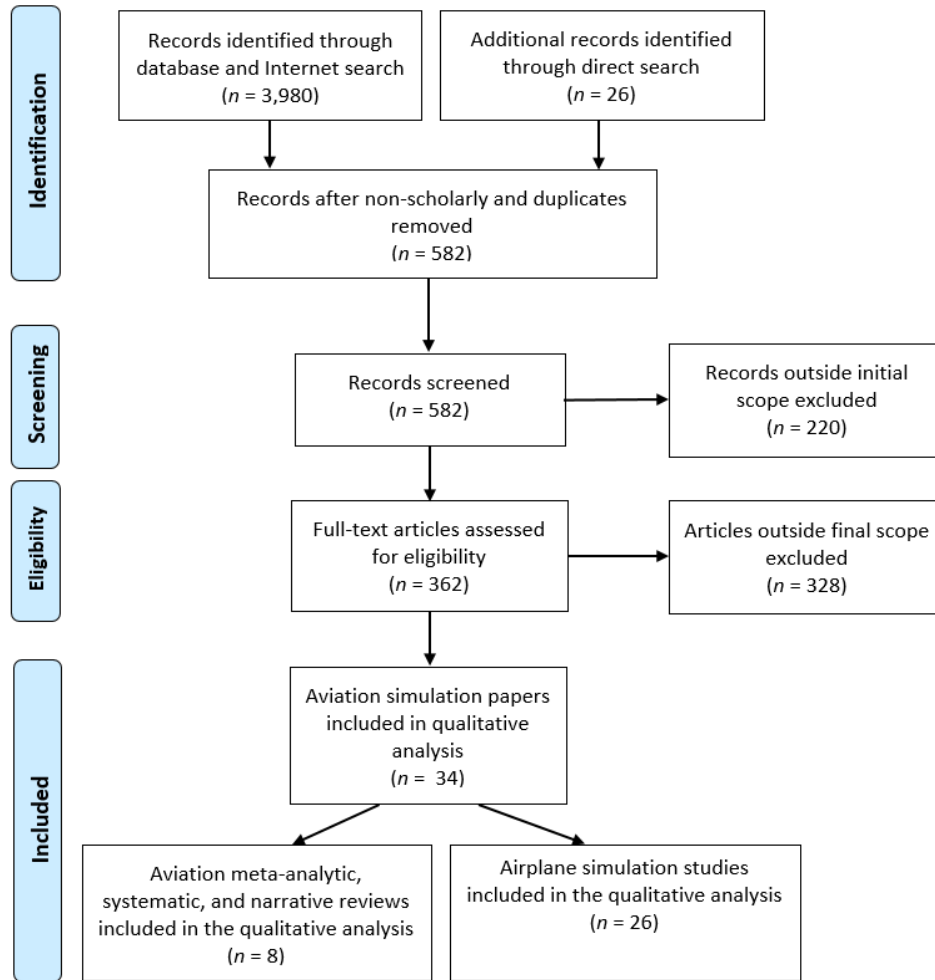 Identification
Records identified through
database and Internet search
(n = 3,980)
Additional records identified
through direct search
(n = 26)
Records after non-scholarly and duplicates
removed
(n = 582)
Screening
Records screened
(n = 582)
Records outside initial
scope excluded
(n = 220)
Eligibility
Full-text articles assessed
for eligibility
(n = 362)
Articles outside final scope
excluded
(n = 328)
Included
Aviation simulation papers
included in qualitative
analysis
(n =  34)
Aviation meta-analytic,
systematic, and narrative reviews
included in the qualitative analysis
(n = 8)
Airplane simulation studies
included in the qualitative analysis
(n = 26)